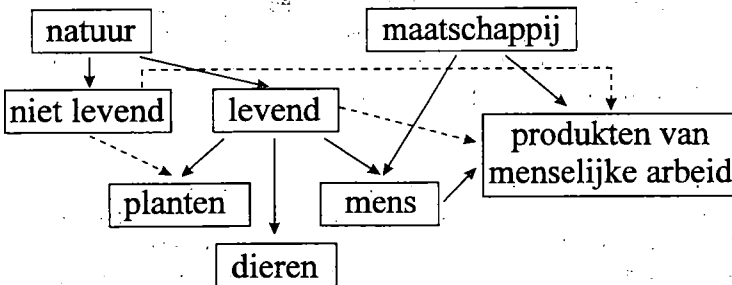 natuur
maatschappij
niet levend
levend
produkten van
menselijke arbeid
planten
mens
dieren